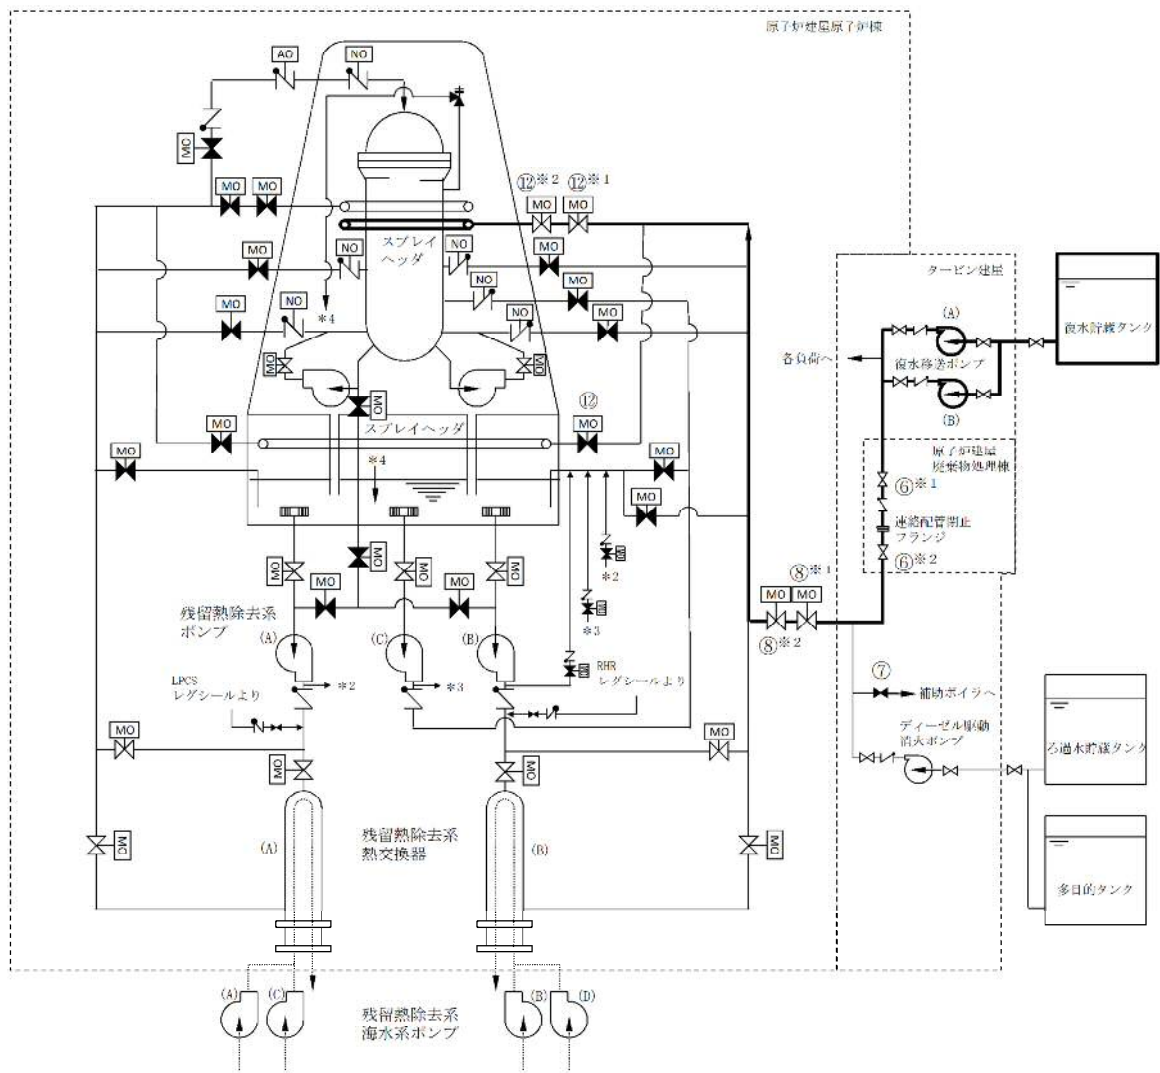 原子炉建屋原子炉棟
AO
NO
MO
MO
MO
⑫※2
⑫※1
MO
MO
スプレイ
ヘッダ
NO
NO
MO
MO
タービン建屋
NO
MO
MO
NO
*4
NO
MO
(A)
復水貯蔵タンク
各負荷へ
復水移送ポンプ
MO
MO
MO
(B)
⑫
スプレイヘッダ
MO
MO
原子炉建屋
廃棄物処理棟
MO
*4
MO
⑥※1
MO
連絡配管閉止
フランジ
⑥※2
MO
MO
MO
MO
*2
MO
MO
⑧※1
MO
MO
残留熱除去系
ポンプ
*3
(A)
(C)
(B)
⑧※2
⑦
LPCS
レグシールより
*2
*3
RHR
レグシールより
補助ボイラへ
MO
MO
ディーゼル駆動
消火ポンプ
ろ過水貯蔵タンク
MO
MO
MO
(A)
残留熱除去系
熱交換器
(B)
MO
多目的タンク
(A)
(C)
残留熱除去系
海水系ポンプ
(B)
(D)